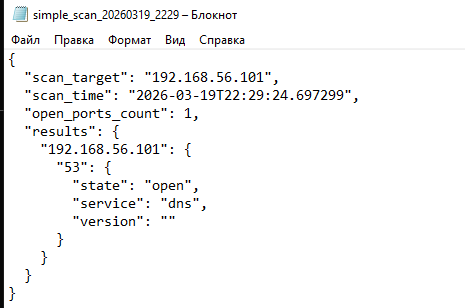 simple_scan_20260319_2229 – Блокнот
Файл Правка Формат Вид Справка
{
  "scan_target": "192.168.56.101",
  "scan_time": "2026-03-19T22:29:24.697299",
  "open_ports_count": 1,
  "results": {
    "192.168.56.101": {
      "53": {
        "state": "open",
        "service": "dns",
        "version": ""
      }
    }
  }
}